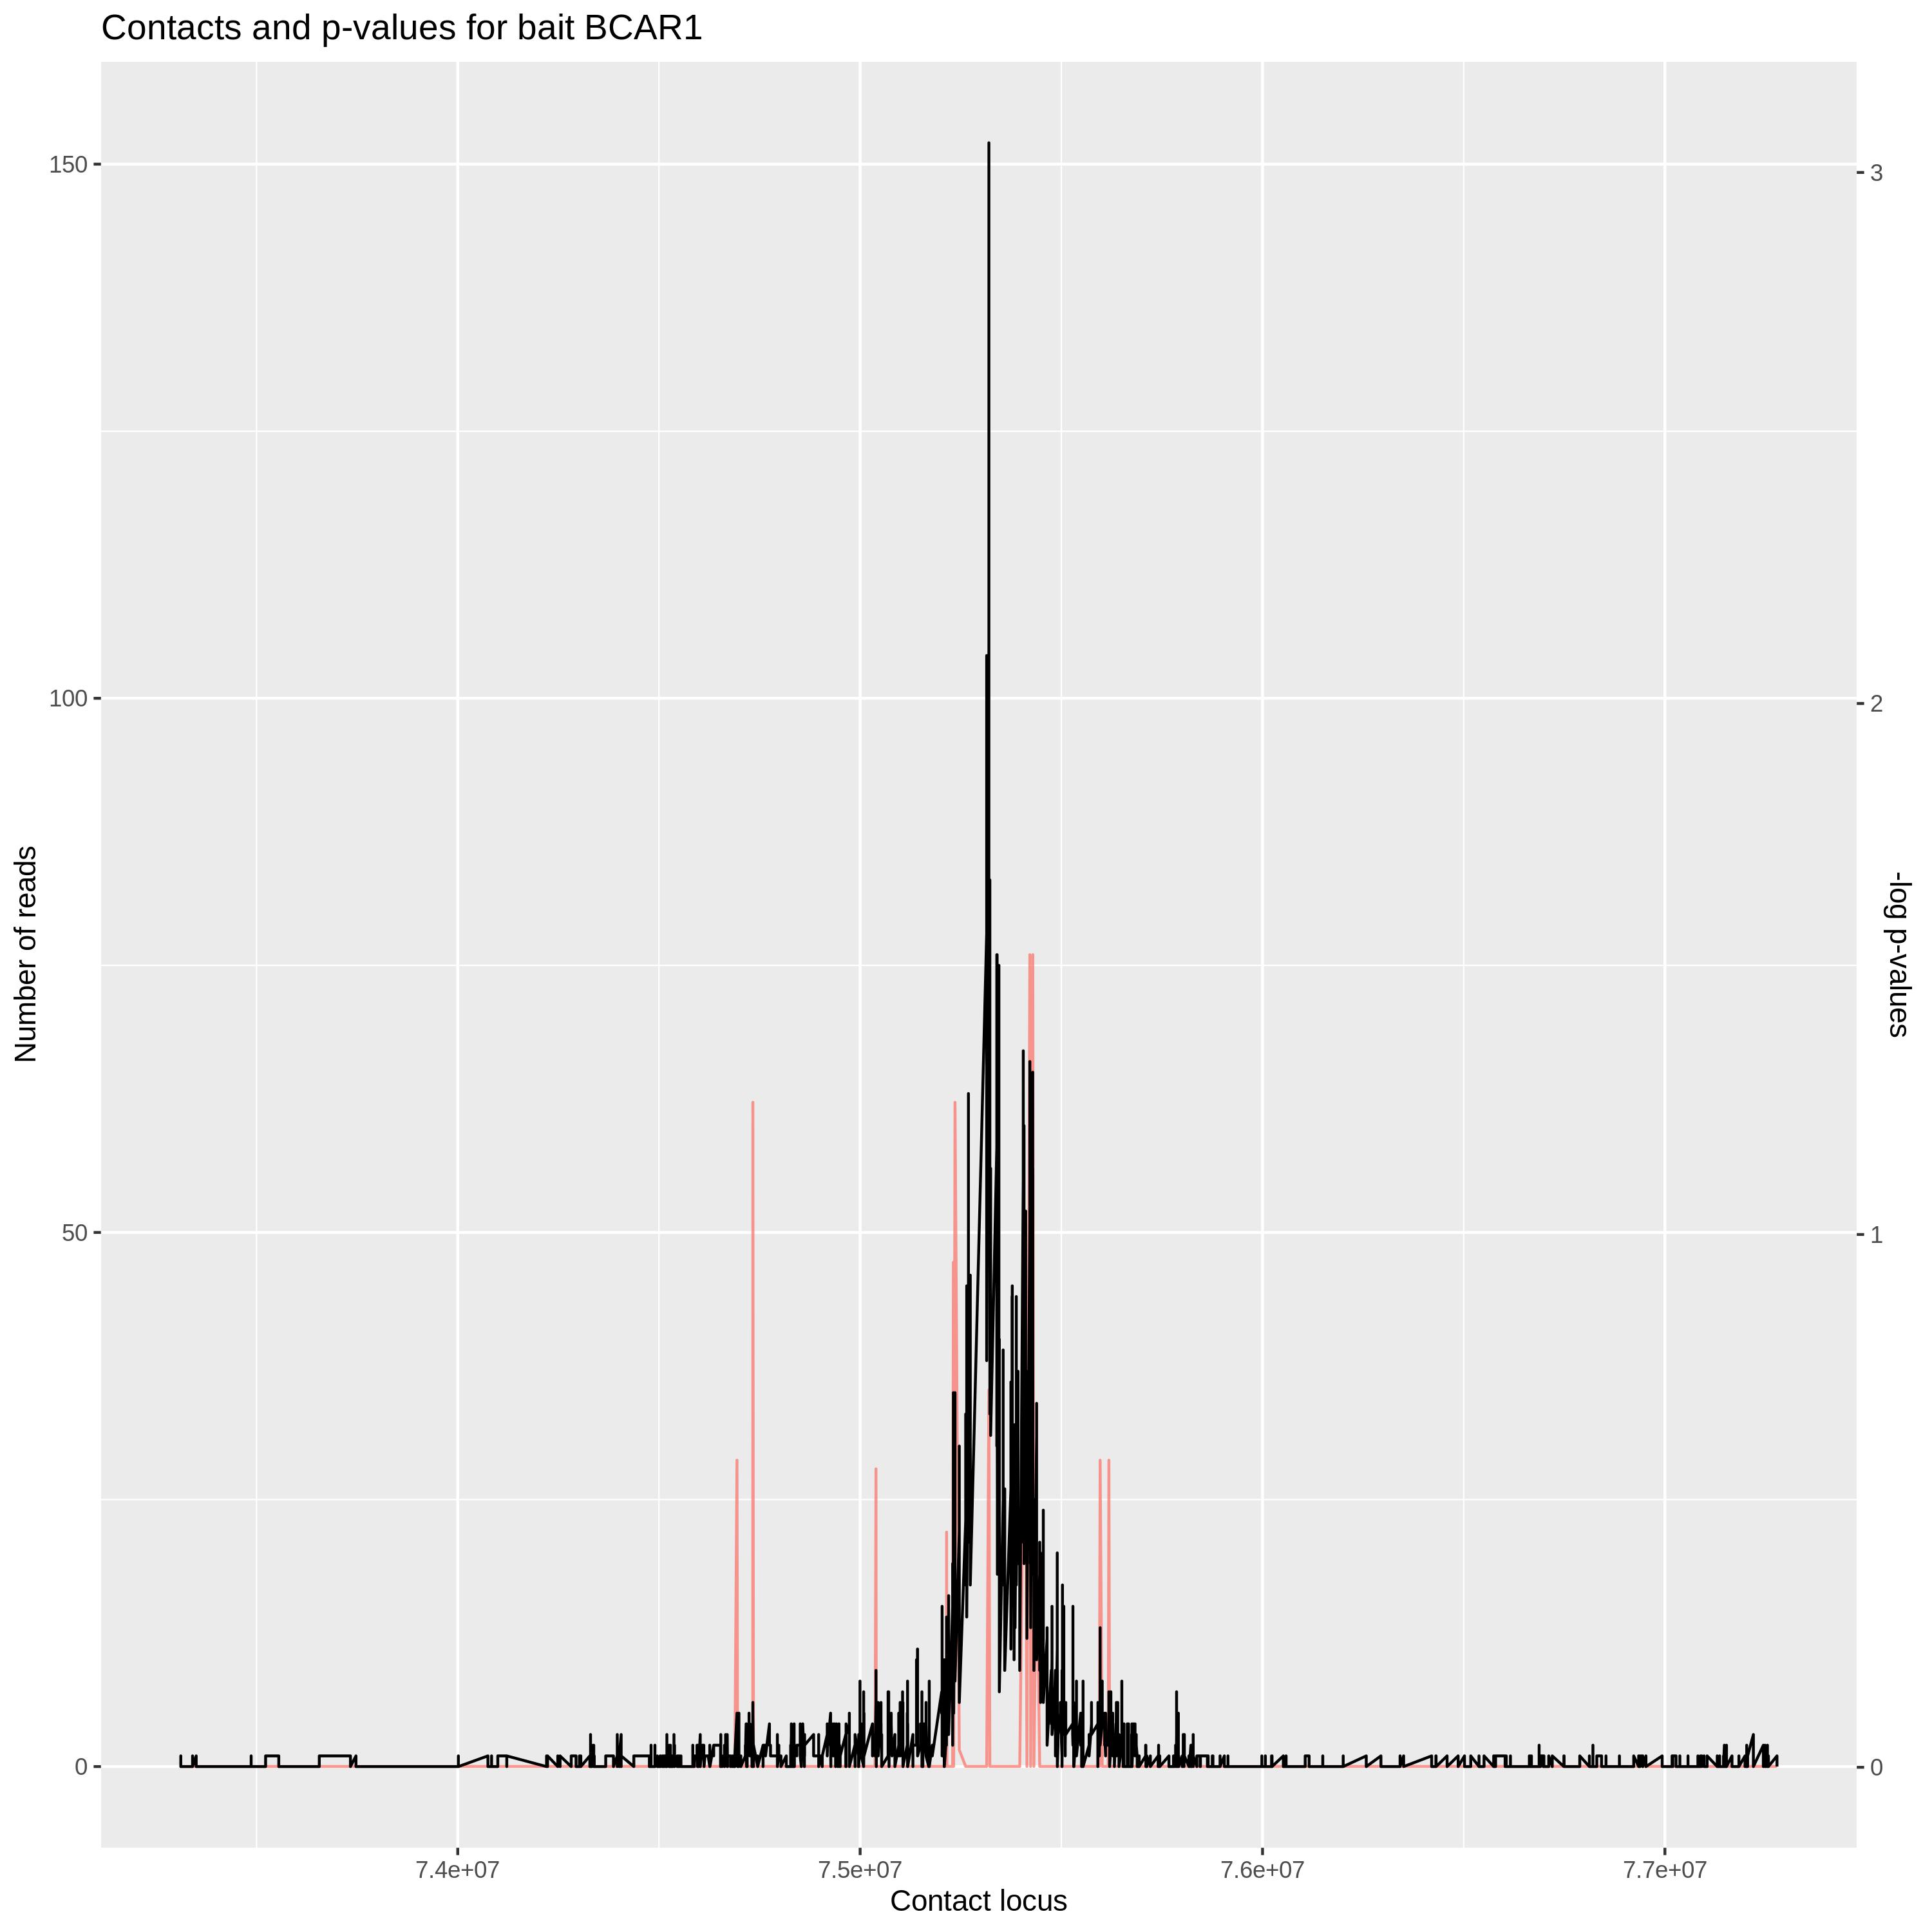 Contacts and p-values for bait BCAR1
150
100
50
0
Number of reads
3
2
1
0
-log p-values
7.4e+07
7.5e+07
7.6e+07
7.7e+07
Contact locus